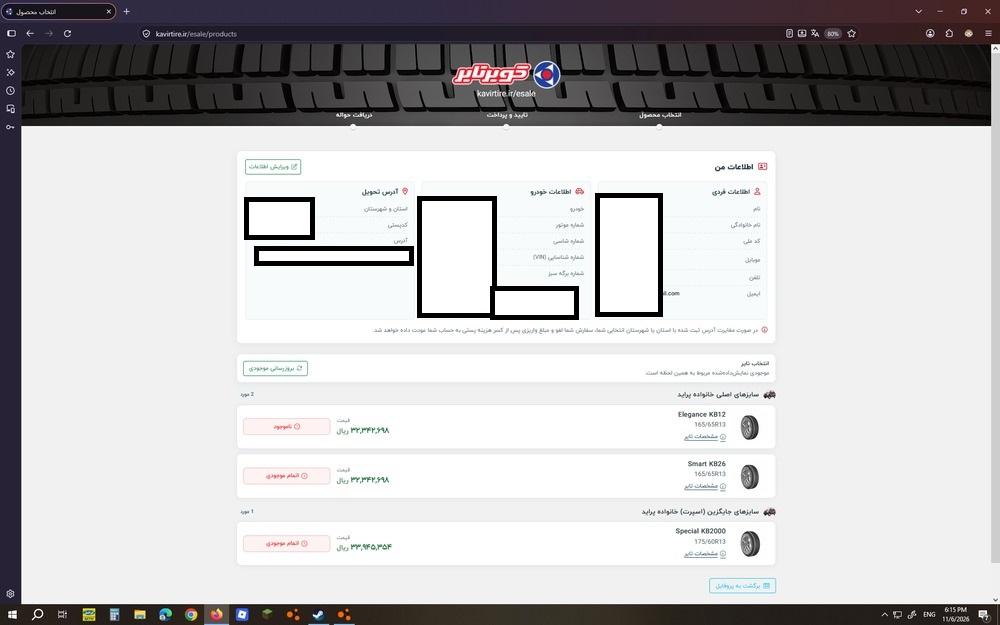 انتخاب محصول
kavirtire.ir/esale/products
80%
کویرتایر
kavirtire.ir/esale
انتخاب محصول
تایید و پرداخت
دریافت حواله
اطلاعات من
ویرایش اطلاعات
اطلاعات فردی
نام
نام خانوادگی
کد ملی
موبایل
تلفن
ایمیل
il.com
اطلاعات خودرو
خودرو
شماره موتور
شماره شاسی
شماره شناسایی (VIN)
شماره برگه سبز
آدرس تحویل
استان و شهرستان
کدپستی
آدرس
در صورت مغایرت آدرس ثبت شده با استان یا شهرستان انتخابی شما، سفارش شما لغو و مبلغ واریزی پس از کسر هزینه پستی به حساب شما عودت داده خواهد شد.
انتخاب تایر
موجودی نمایش‌داده‌شده مربوط به همین لحظه است.
بروزرسانی موجودی
سایزهای اصلی خانواده پراید
2 مورد
Elegance KB12
165/65R13
مشخصات تایر
قیمت
۳۲,۳۴۲,۶۹۸ ریال
ناموجود
Smart KB26
165/65R13
مشخصات تایر
قیمت
۳۲,۳۴۲,۶۹۸ ریال
اتمام موجودی
سایزهای جایگزین (اسپرت) خانواده پراید
1 مورد
Special KB2000
175/60R13
مشخصات تایر
قیمت
۳۳,۹۴۵,۳۵۴ ریال
اتمام موجودی
برگشت به پروفایل
ENG
6:15 PM
11/6/2026